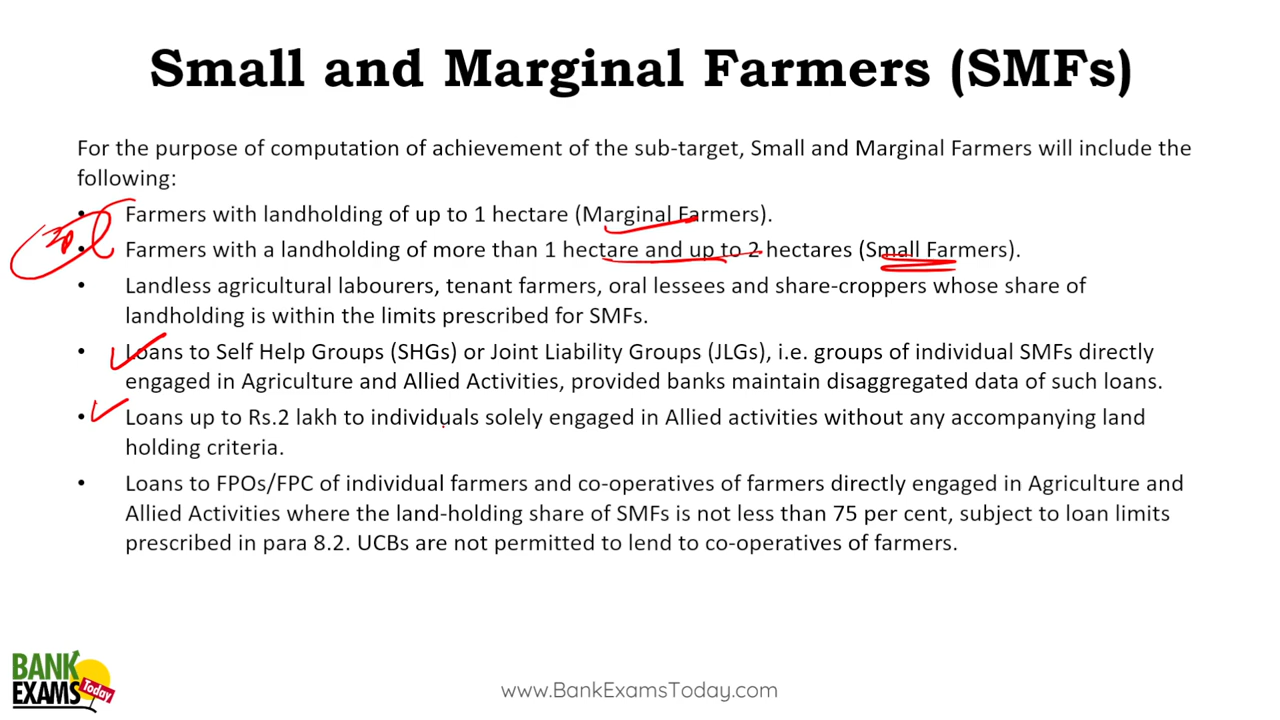 Small and Marginal Farmers (SMFs)
For the purpose of computation of achievement of the sub-target, Small and Marginal Farmers will include the
following:
• Farmers with landholding of up to 1 hectare (Marginal Farmers).
• Farmers with a landholding of more than 1 hectare and up to 2 hectares (Small Farmers).
• Landless agricultural labourers, tenant farmers, oral lessees and share-croppers whose share of
landholding is within the limits prescribed for SMFs.
• Loans to Self Help Groups (SHGs) or Joint Liability Groups (JLGs), i.e. groups of individual SMFs directly
engaged in Agriculture and Allied Activities, provided banks maintain disaggregated data of such loans.
• Loans up to Rs.2 lakh to individuals solely engaged in Allied activities without any accompanying land
holding criteria.
• Loans to FPOs/FPC of individual farmers and co-operatives of farmers directly engaged in Agriculture and
Allied Activities where the land-holding share of SMFs is not less than 75 per cent, subject to loan limits
prescribed in para 8.2. UCBs are not permitted to lend to co-operatives of farmers.
BANK
EXAMS
Today
www.BankExamsToday.com